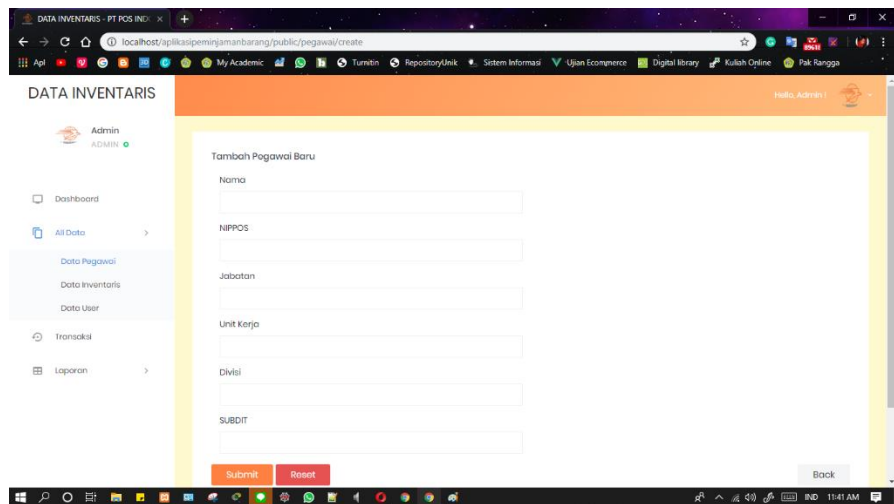 DATA INVENTARIS - PT POS INDO
localhost/aplikasipeminjamanbarang/public/pegawai/create
Apl
My Academic
Turnitin
RepositoryUnik
Sistem Informasi
Ujian Ecompnerce
Digital library
Kuliah Online
Pak Rangga
DATA INVENTARIS
Hello, Admin !
Admin
ADMIN
Dashboard
All Data
Data Pegawai
Data Inventaris
Data User
Transaksi
Laporan
Tambah Pegawai Baru
Nama
NIPPOS
Jabatan
Unit Kerja
Divisi
SUBDIT
Submit
Reset
Back
IND
11:41 AM